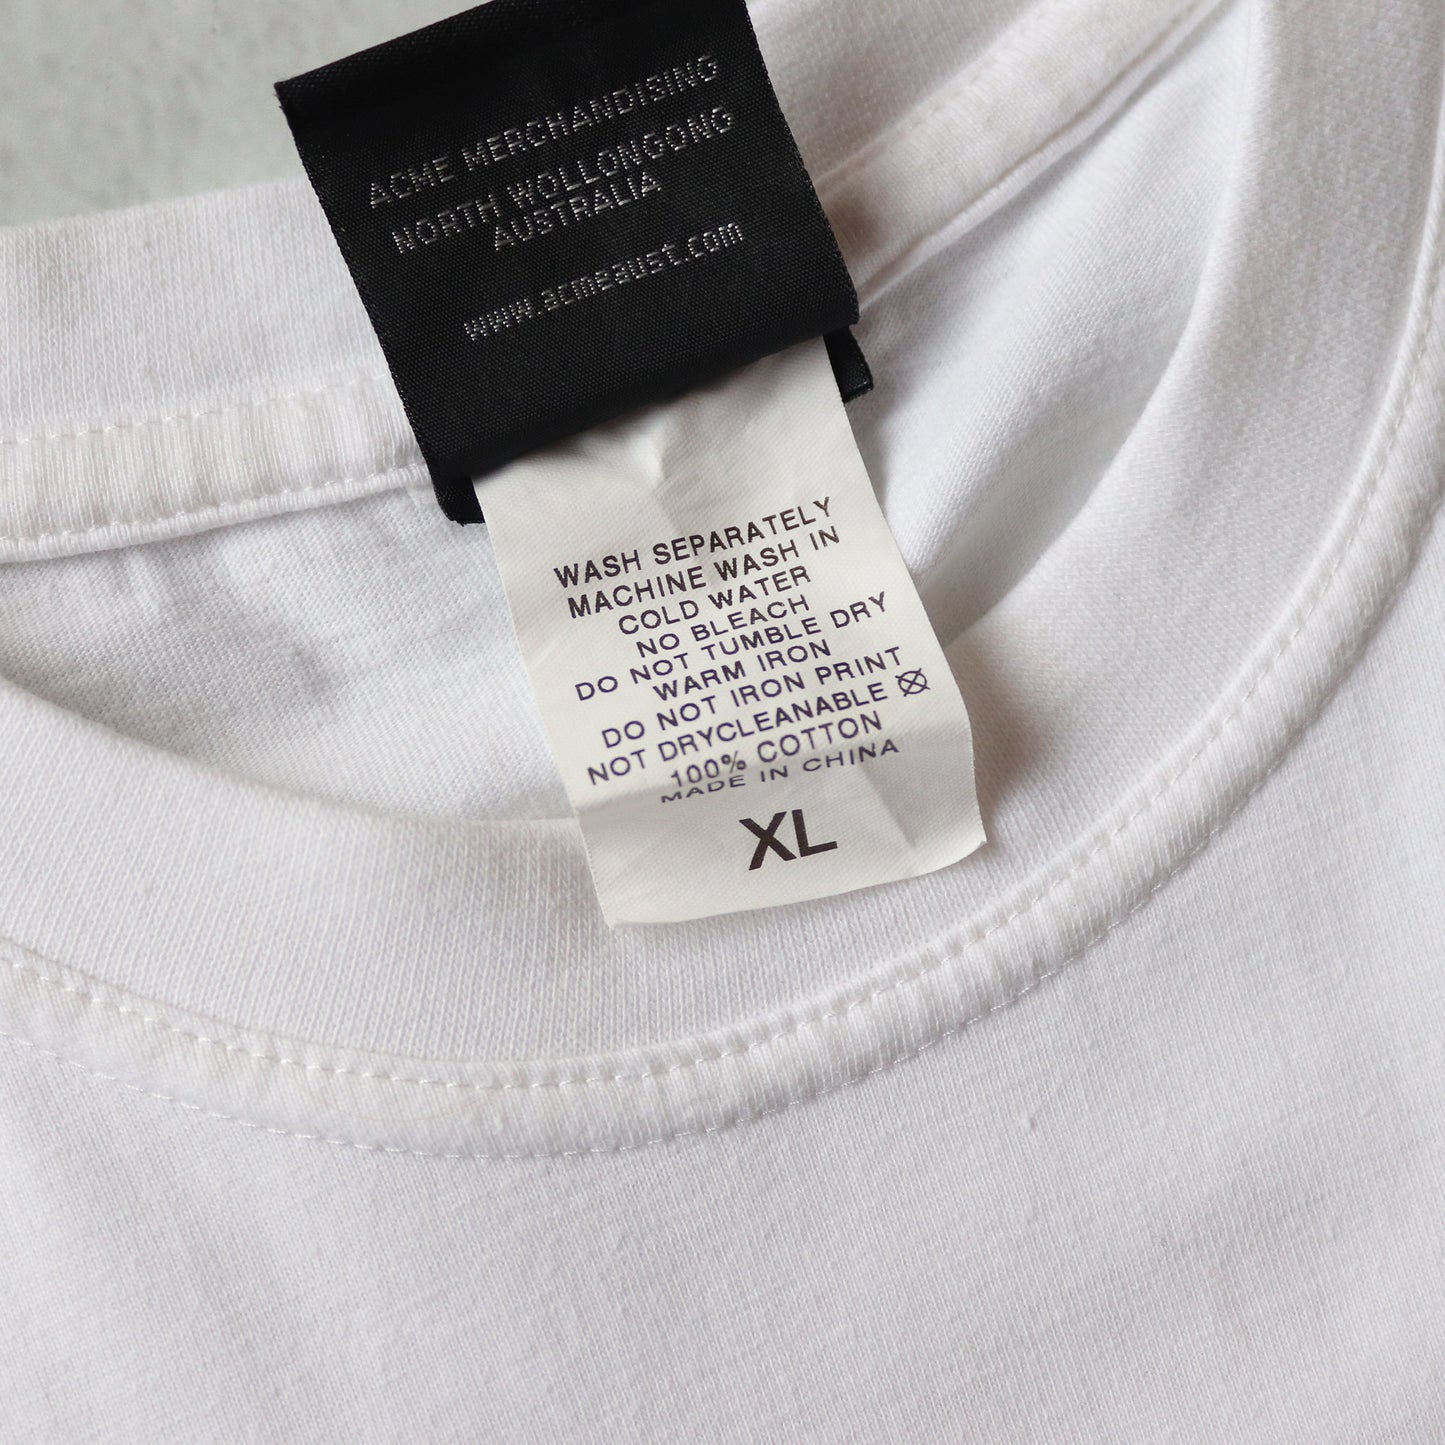 ACME MERCHANDISING
NORTH WOLLONGONG
AUSTRALIA
www.acmeaust.com
WASH SEPARATELY
MACHINE WASH IN
COLD WATER
NO BLEACH
DO NOT TUMBLE DRY
WARM IRON
DO NOT IRON PRINT
NOT DRYCLEANABLE
100% COTTON
MADE IN CHINA
XL